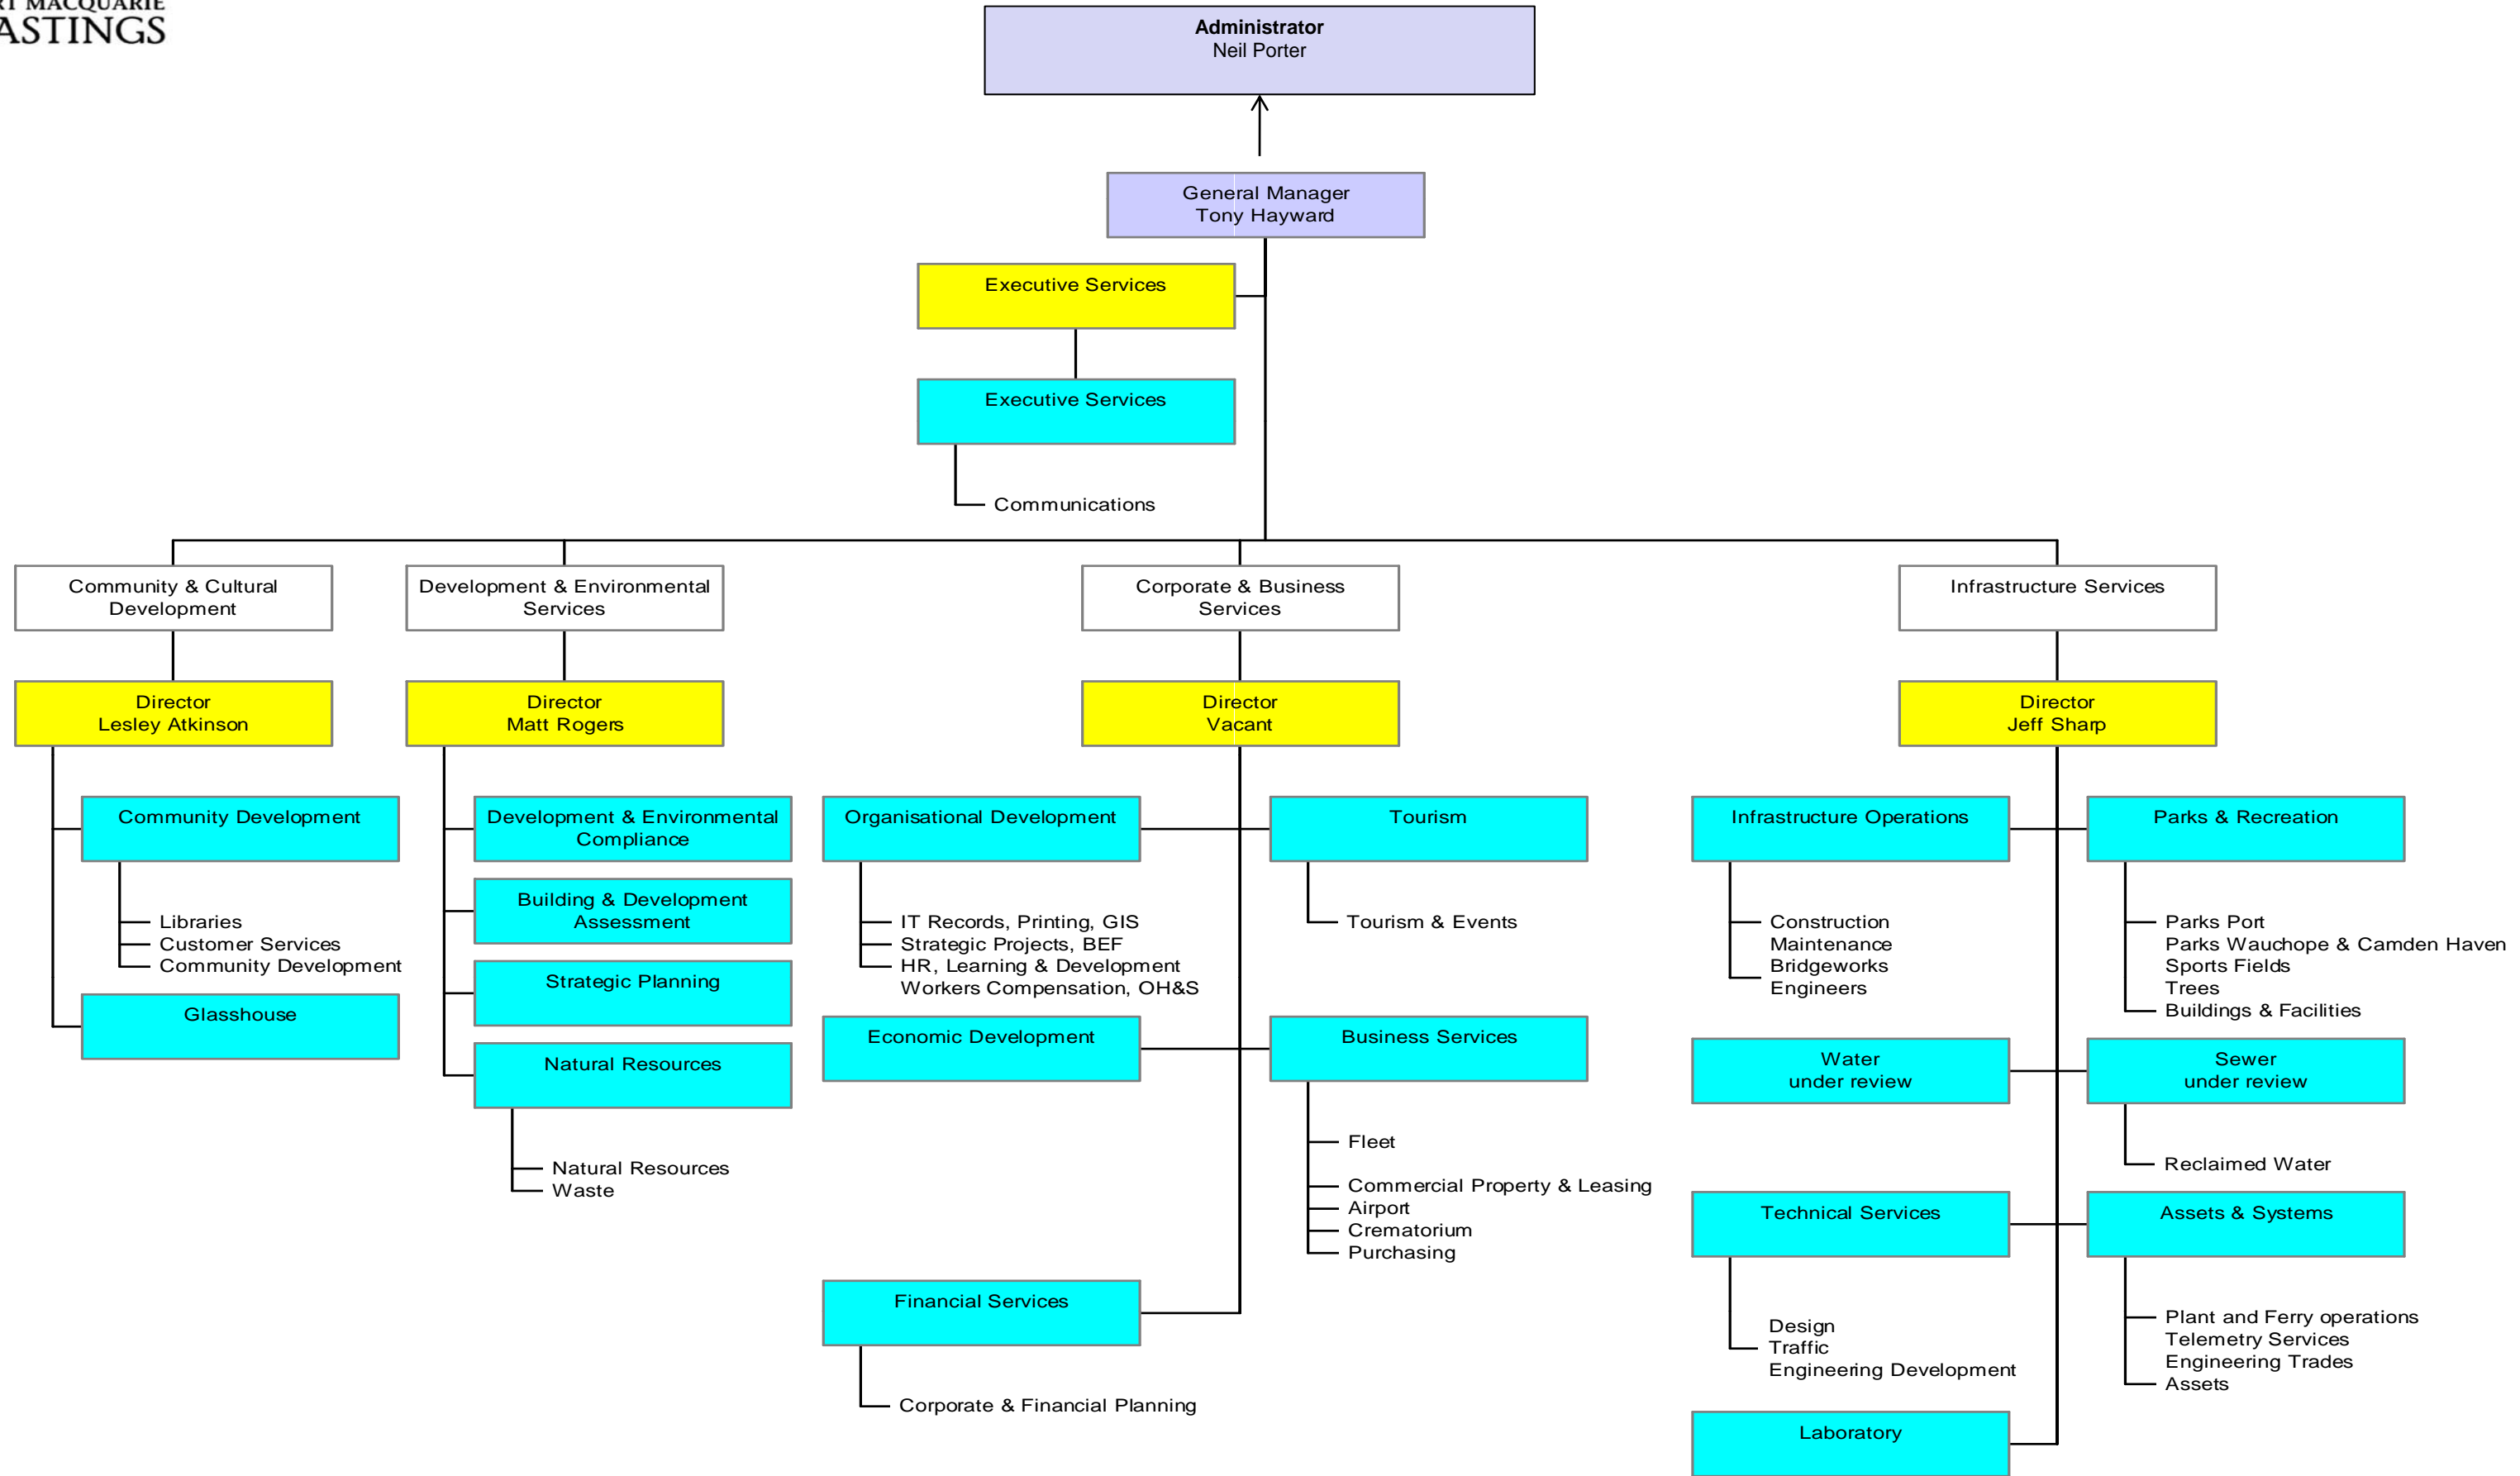 HASTINGS
Administrator
Neil Porter
General Manager
Tony Hayward
Executive Services
Executive Services
Communications
Community & Cultural
Development
Development & Environmental
Services
Corporate & Business
Services
Infrastructure Services
Director
Lesley Atkinson
Director
Matt Rogers
Director
Vacant
Director
Jeff Sharp
Community Development
Libraries
Customer Services
Community Development
Glasshouse
Development & Environmental
Compliance
Building & Development
Assessment
Strategic Planning
Natural Resources
Natural Resources
Waste
Organisational Development
IT Records, Printing, GIS
Strategic Projects, BEF
HR, Learning & Development
Workers Compensation, OH&S
Economic Development
Financial Services
Corporate & Financial Planning
Tourism
Tourism & Events
Business Services
Fleet
Commercial Property & Leasing
Airport
Crematorium
Purchasing
Infrastructure Operations
Construction
Maintenance
Bridgeworks
Engineers
Water
under review
Technical Services
Design
Traffic
Engineering Development
Laboratory
Parks & Recreation
Parks Port
Parks Wauchope & Camden Haven
Sports Fields
Trees
Buildings & Facilities
Sewer
under review
Reclaimed Water
Assets & Systems
Plant and Ferry operations
Telemetry Services
Engineering Trades
Assets